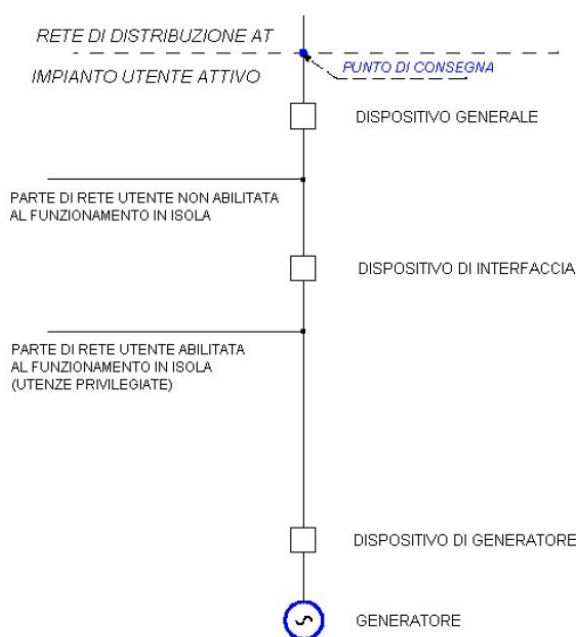 RETE DI DISTRIBUZIONE AT
IMPIANTO UTENTE ATTIVO
PUNTO DI CONSEGNA
DISPOSITIVO GENERALE
PARTE DI RETE UTENTE NON ABILITATA
AL FUNZIONAMENTO IN ISOLA
DISPOSITIVO DI INTERFACCIA
PARTE DI RETE UTENTE ABILITATA
AL FUNZIONAMENTO IN ISOLA
(UTENZE PRIVILEGIATE)
DISPOSITIVO DI GENERATORE
GENERATORE